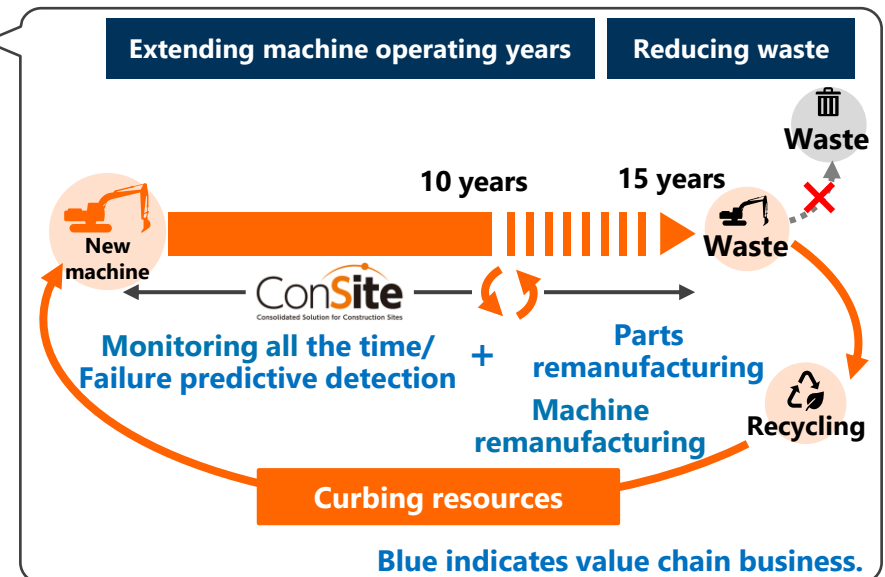 Extending machine operating years
Reducing waste
Waste
10 years
15 years
New
machine
Waste
ConSite
Consolidated Solution for Construction Sites
Monitoring all the time/
Failure predictive detection
+
Parts
remanufacturing
Machine
remanufacturing
Recycling
Curbing resources
Blue indicates value chain business.